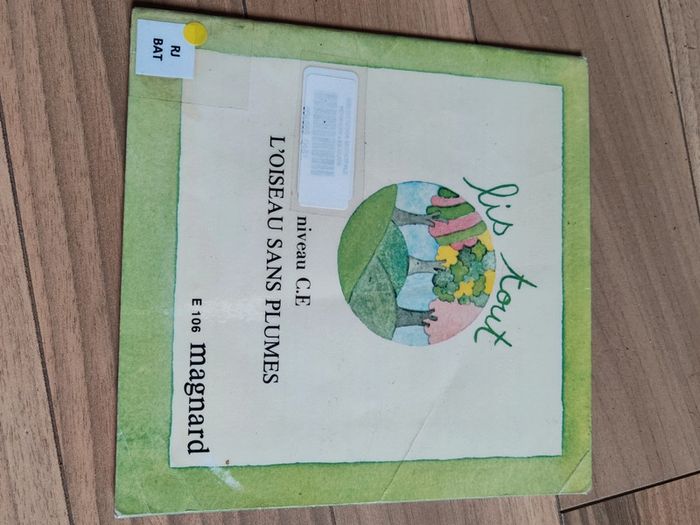 lis tout
niveau C.E
L'OISEAU SANS PLUMES
E 106 magnard
RJ
BAT